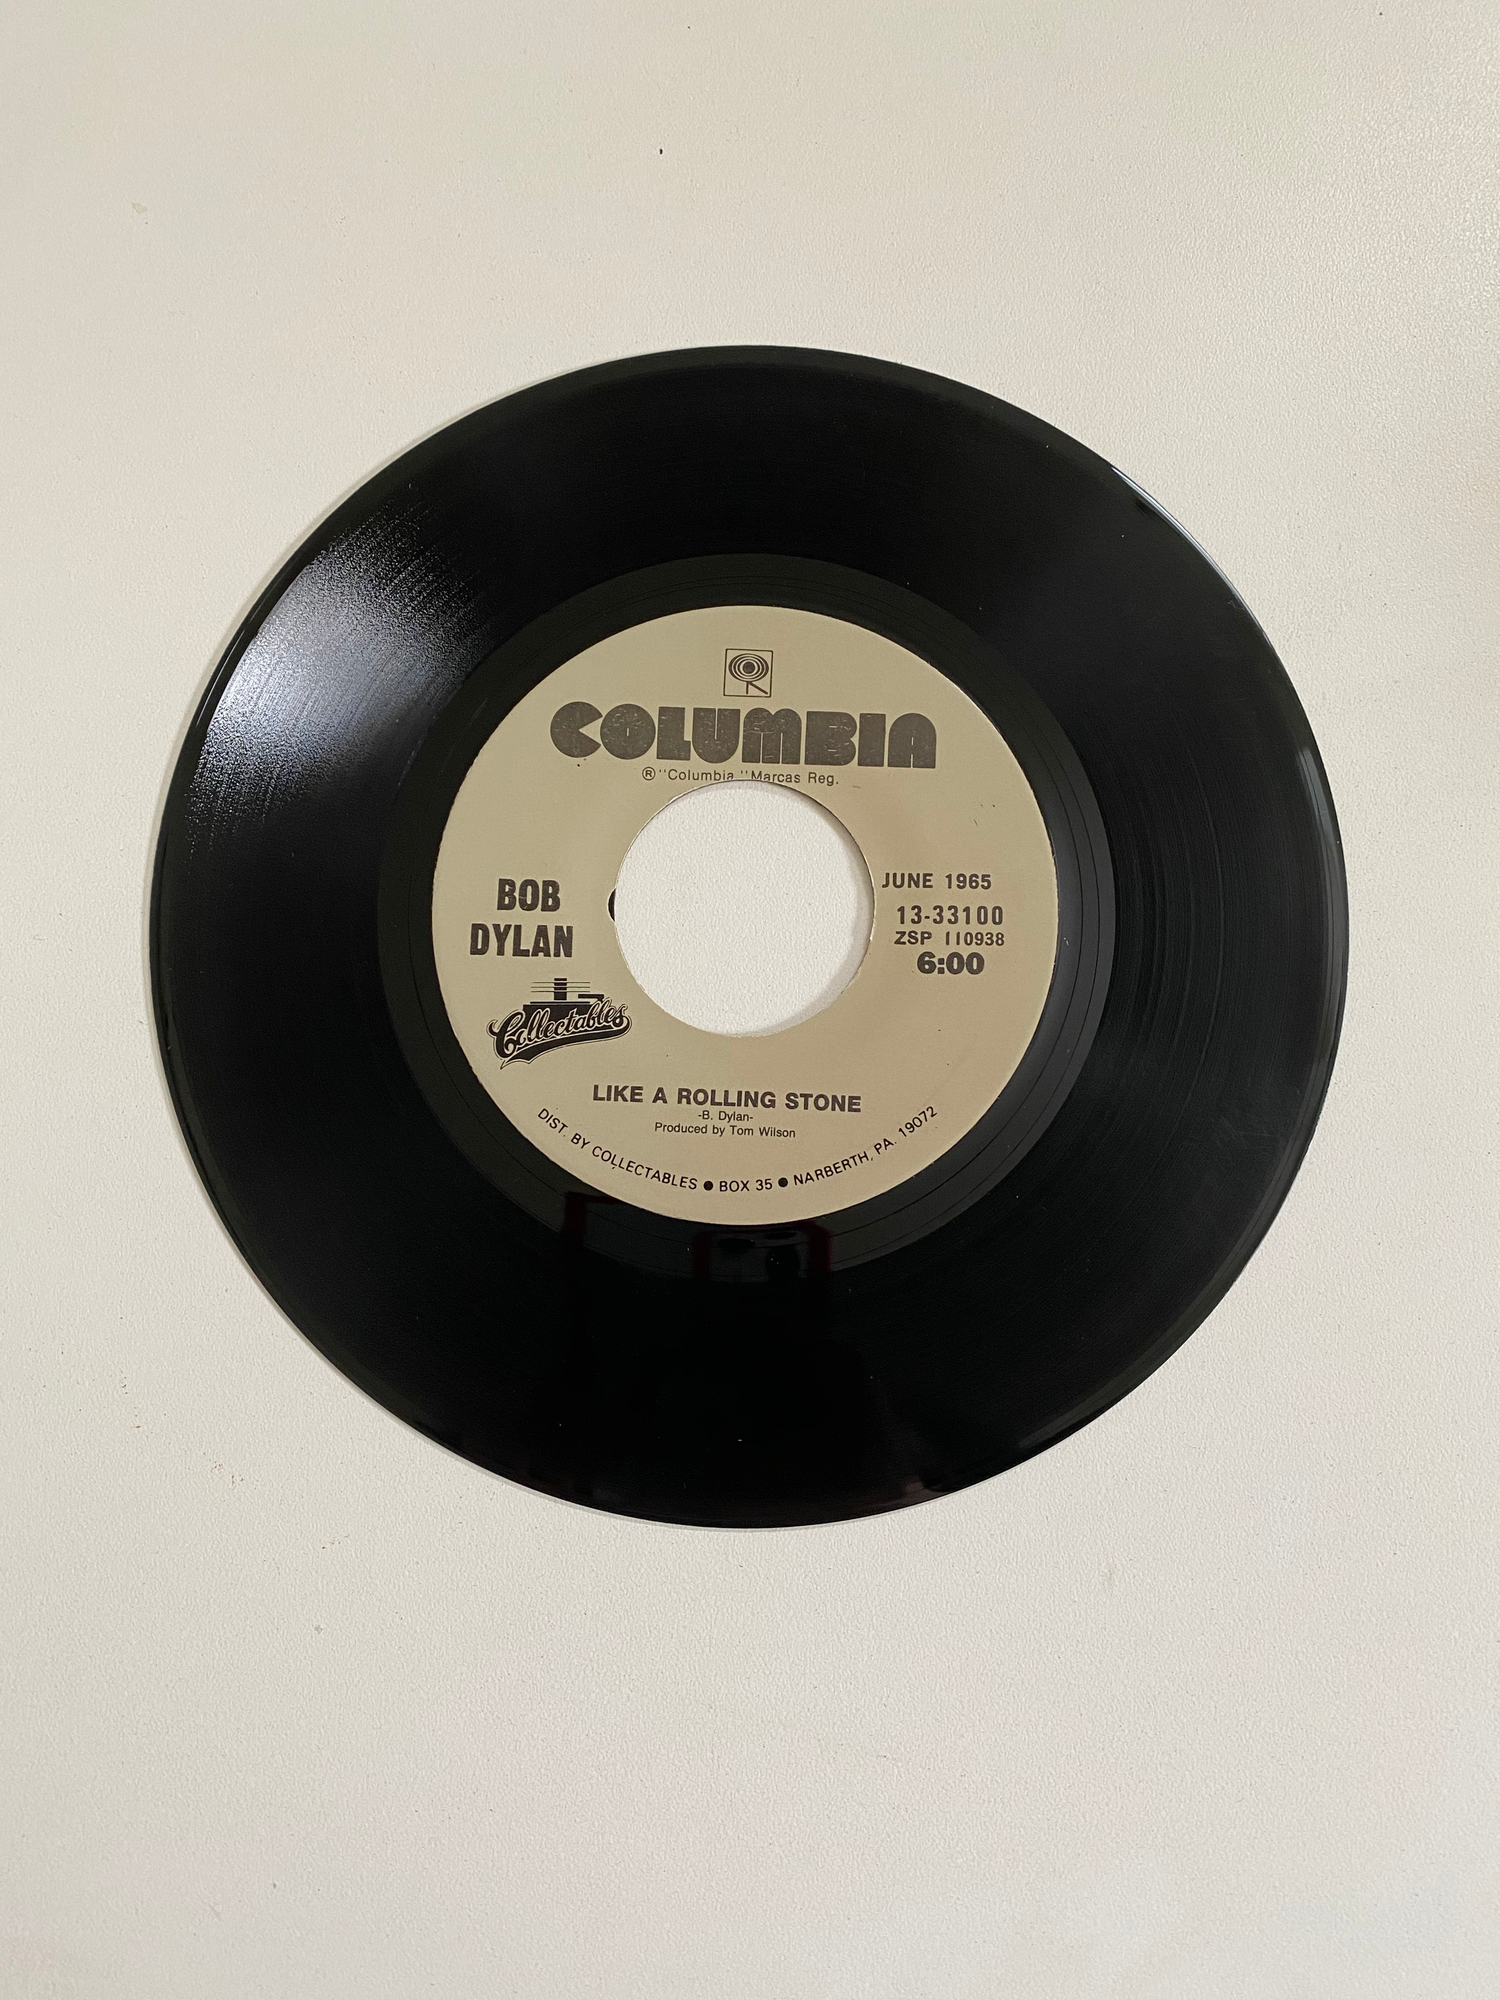 COLUMBIA
® "Columbia" Marcas Reg.
BOB
DYLAN
JUNE 1965
13-33100
ZSP 110938
6:00
Collectables
LIKE A ROLLING STONE
-B. Dylan-
Produced by Tom Wilson
DIST. BY COLLECTABLES ● BOX 35 ● NARBERTH, PA. 19072